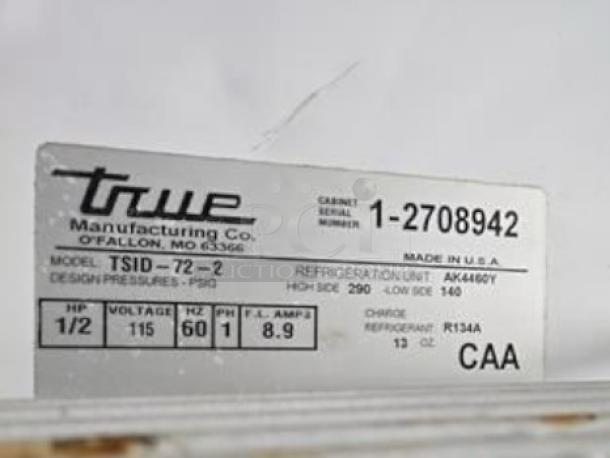 true
Manufacturing Co.
O'FALLON, MO 63366
CABINET
SERIAL
NUMBER: 1-2708942
MADE IN U.S.A.
MODEL: TSID-72-2 REFRIGERATION UNIT: AK4460Y
DESIGN PRESSURES - PSIG HIGH SIDE 290 -LOW SIDE 140
HP VOLTAGE HZ PH F.L. AMPS
1/2 115 60 1 8.9
CHARGE
REFRIGERANT R134A
13 OZ.
CAA